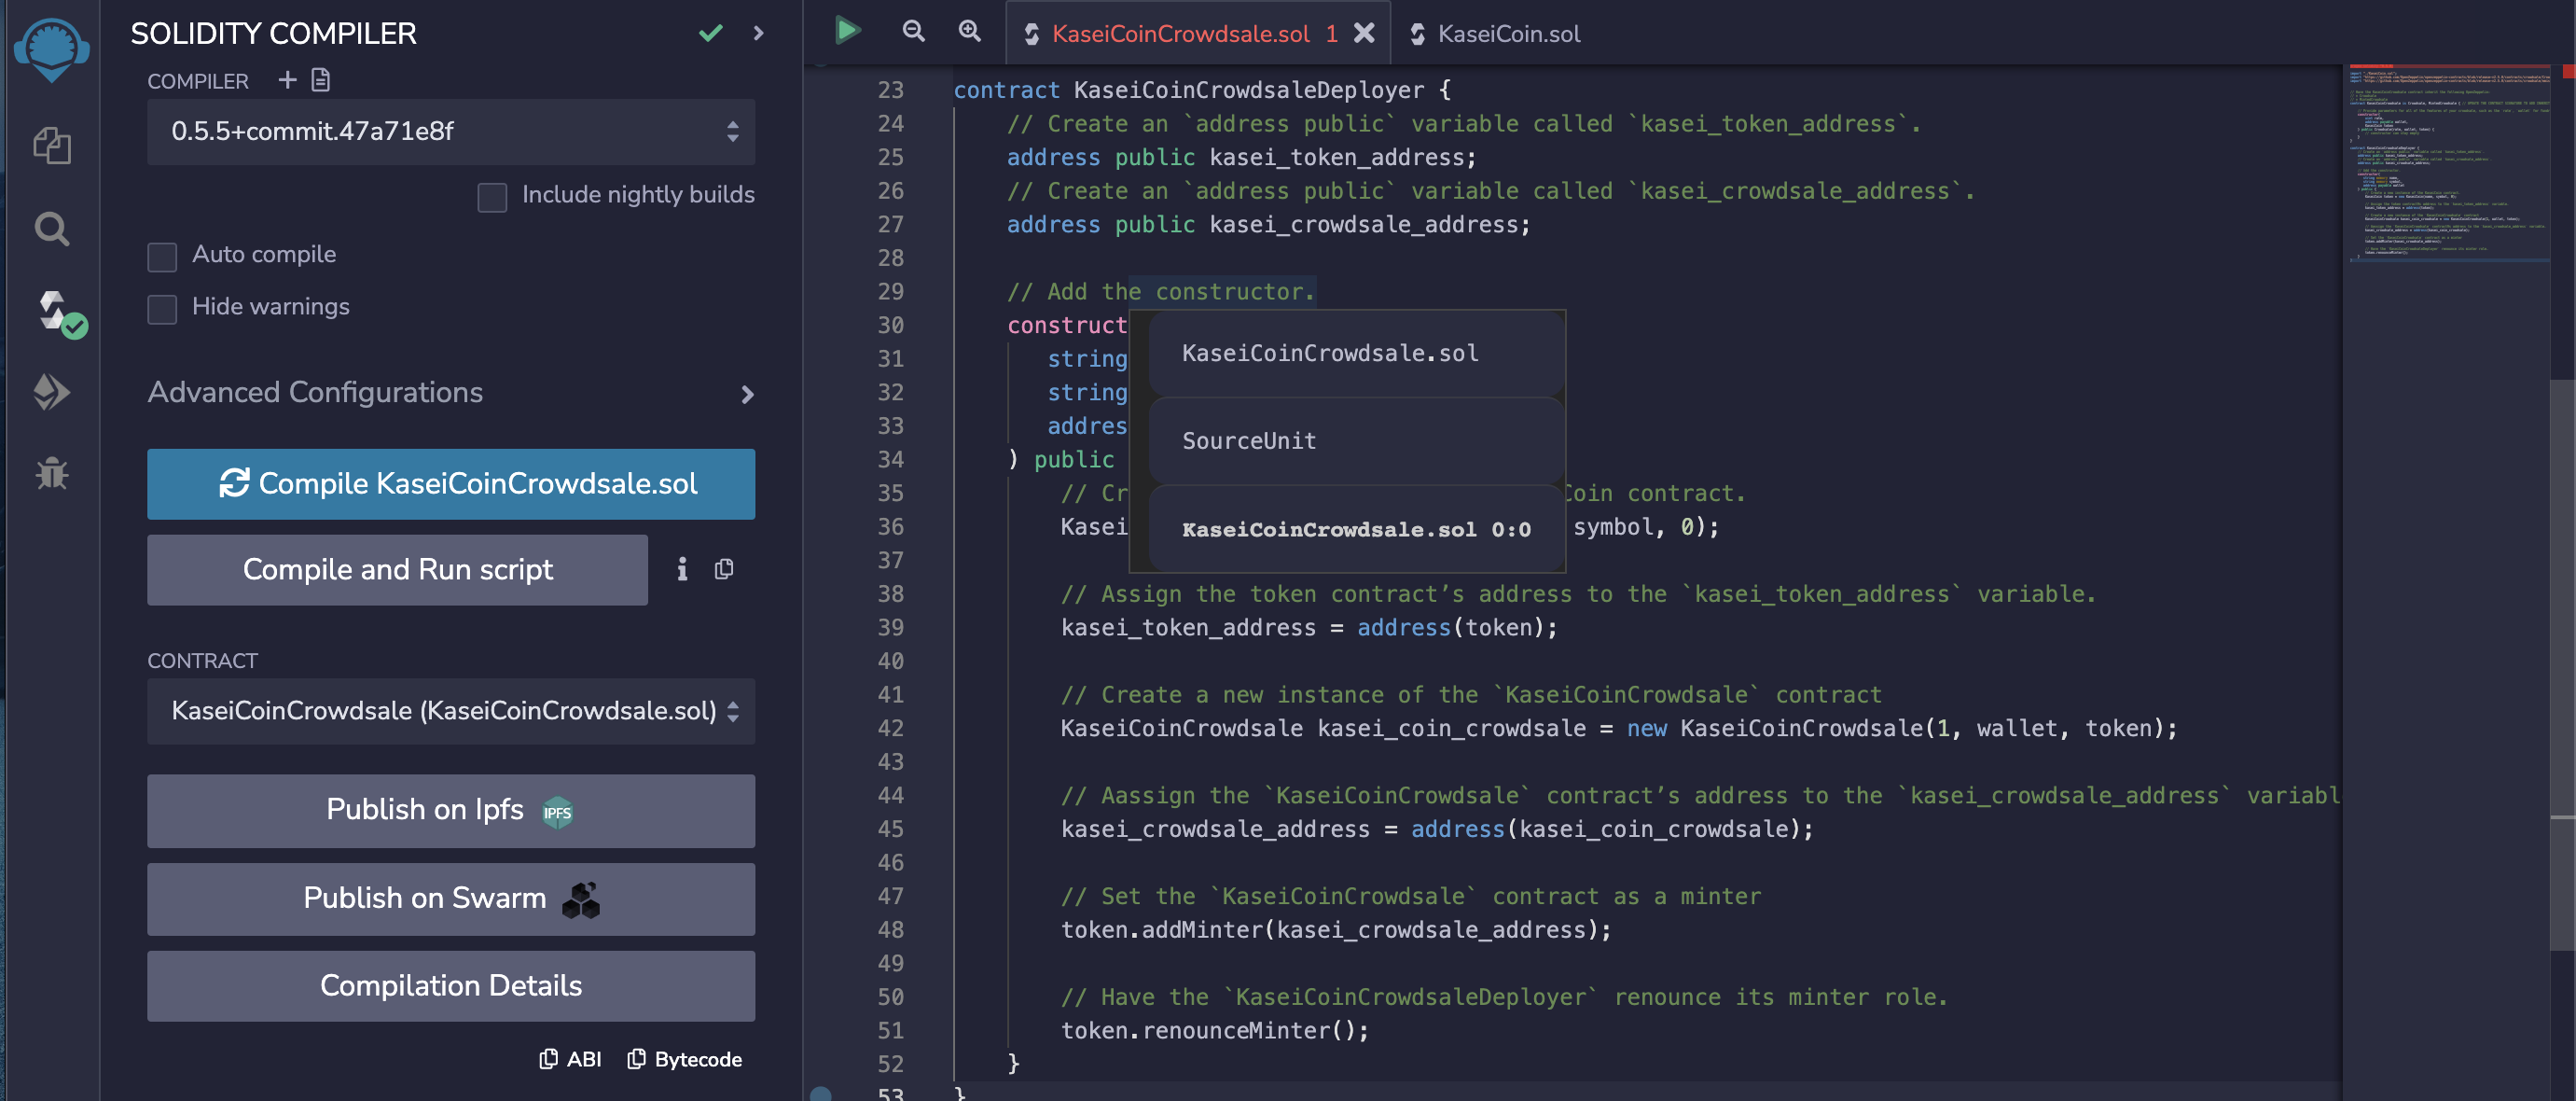 SOLIDITY COMPILER
COMPILER
0.5.5+commit.47a71e8f
Include nightly builds
Auto compile
Hide warnings
Advanced Configurations
Compile KaseiCoinCrowdsale.sol
Compile and Run script
CONTRACT
KaseiCoinCrowdsale (KaseiCoinCrowdsale.sol)
Publish on Ipfs IPFS
Publish on Swarm
Compilation Details
ABI Bytecode
KaseiCoinCrowdsale.sol 1 KaseiCoin.sol
23 contract KaseiCoinCrowdsaleDeployer {
24 // Create an `address public` variable called `kasei_token_address`.
25 address public kasei_token_address;
26 // Create an `address public` variable called `kasei_crowdsale_address`.
27 address public kasei_crowdsale_address;
28
29 // Add the constructor.
30 construct
31 string
32 string
33 addres
34 ) public
35 // Cr Coin contract.
36 Kasei symbol, 0);
37
KaseiCoinCrowdsale.sol
SourceUnit
KaseiCoinCrowdsale.sol 0:0
38 // Assign the token contract’s address to the `kasei_token_address` variable.
39 kasei_token_address = address(token);
40
41 // Create a new instance of the `KaseiCoinCrowdsale` contract
42 KaseiCoinCrowdsale kasei_coin_crowdsale = new KaseiCoinCrowdsale(1, wallet, token);
43
44 // Aassign the `KaseiCoinCrowdsale` contract’s address to the `kasei_crowdsale_address` variabl
45 kasei_crowdsale_address = address(kasei_coin_crowdsale);
46
47 // Set the `KaseiCoinCrowdsale` contract as a minter
48 token.addMinter(kasei_crowdsale_address);
49
50 // Have the `KaseiCoinCrowdsaleDeployer` renounce its minter role.
51 token.renounceMinter();
52 }
53 }